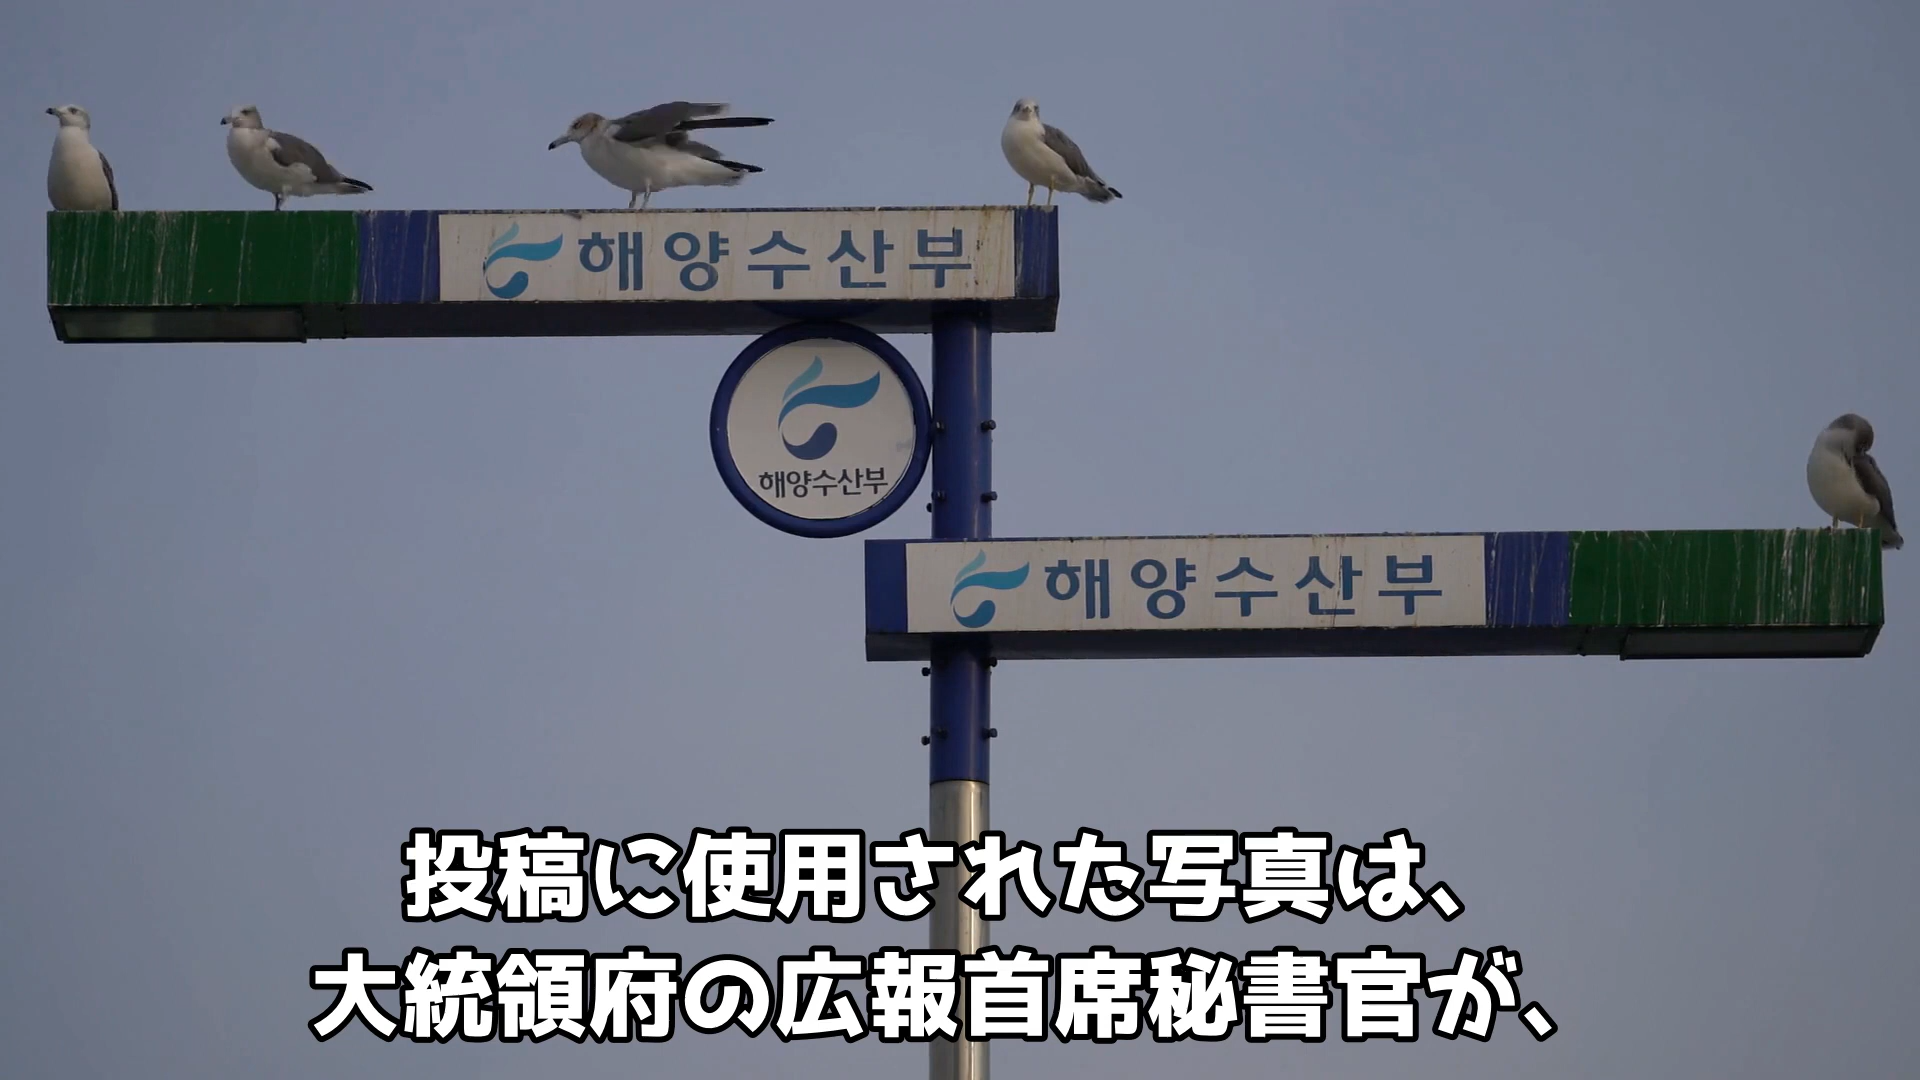 해양수산부
해양수산부
해양수산부
投稿に使用された写真は、
大統領府の広報首席秘書官が、